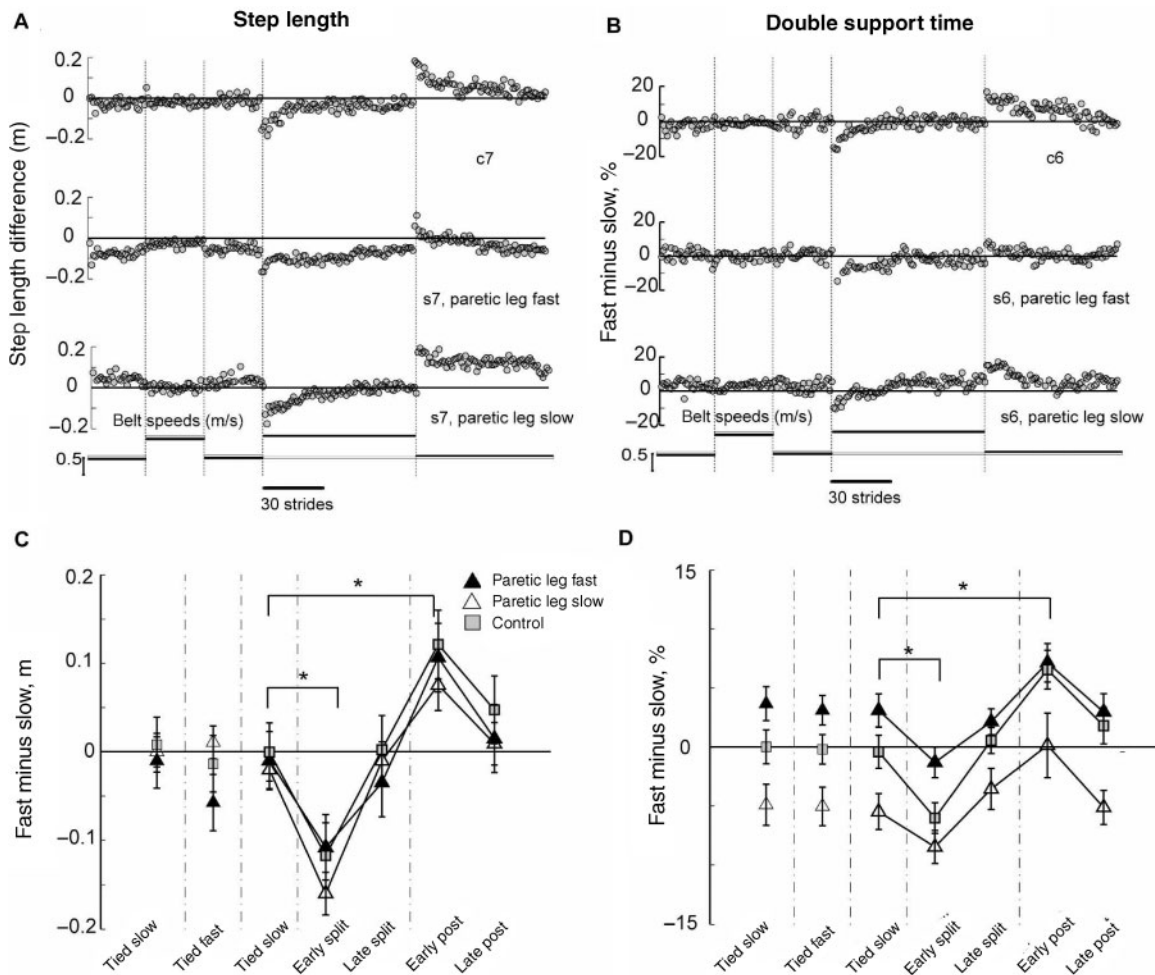 A
Step length
Step length difference (m)
0.2
0
−0.2
c7
0
−0.2
s7, paretic leg fast
0.2
0
−0.2
s7, paretic leg slow
Belt speeds (m/s)
0.5
30 strides
B
Double support time
Fast minus slow, %
20
0
−20
c6
20
0
−20
s6, paretic leg fast
20
0
−20
s6, paretic leg slow
Belt speeds (m/s)
0.5
30 strides
C
Fast minus slow, m
0.2
0.1
0
−0.1
−0.2
*
*
Paretic leg fast
Paretic leg slow
Control
Tied slow
Tied fast
Tied slow
Early split
Late split
Early post
Late post
D
Fast minus slow, %
15
0
−15
*
*
Tied slow
Tied fast
Tied slow
Early split
Late split
Early post
Late post